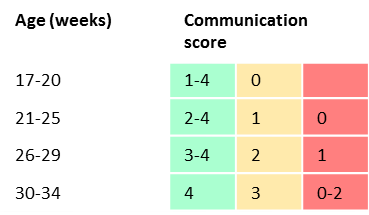 Age (weeks) Communication
score
17-20 1-4 0
21-25 2-4 1 0
26-29 3-4 2 1
30-34 4 3 0-2